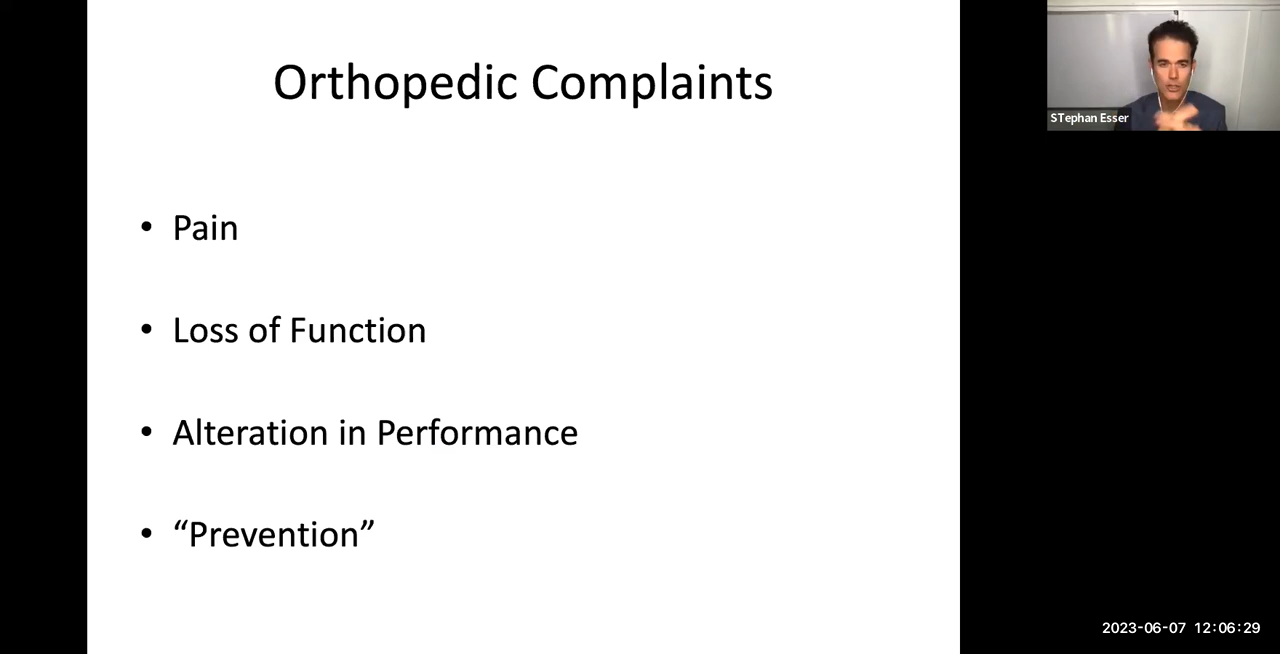 Orthopedic Complaints
STephan Esser
• Pain
• Loss of Function
• Alteration in Performance
• “Prevention”
2023-06-07 12:06:29